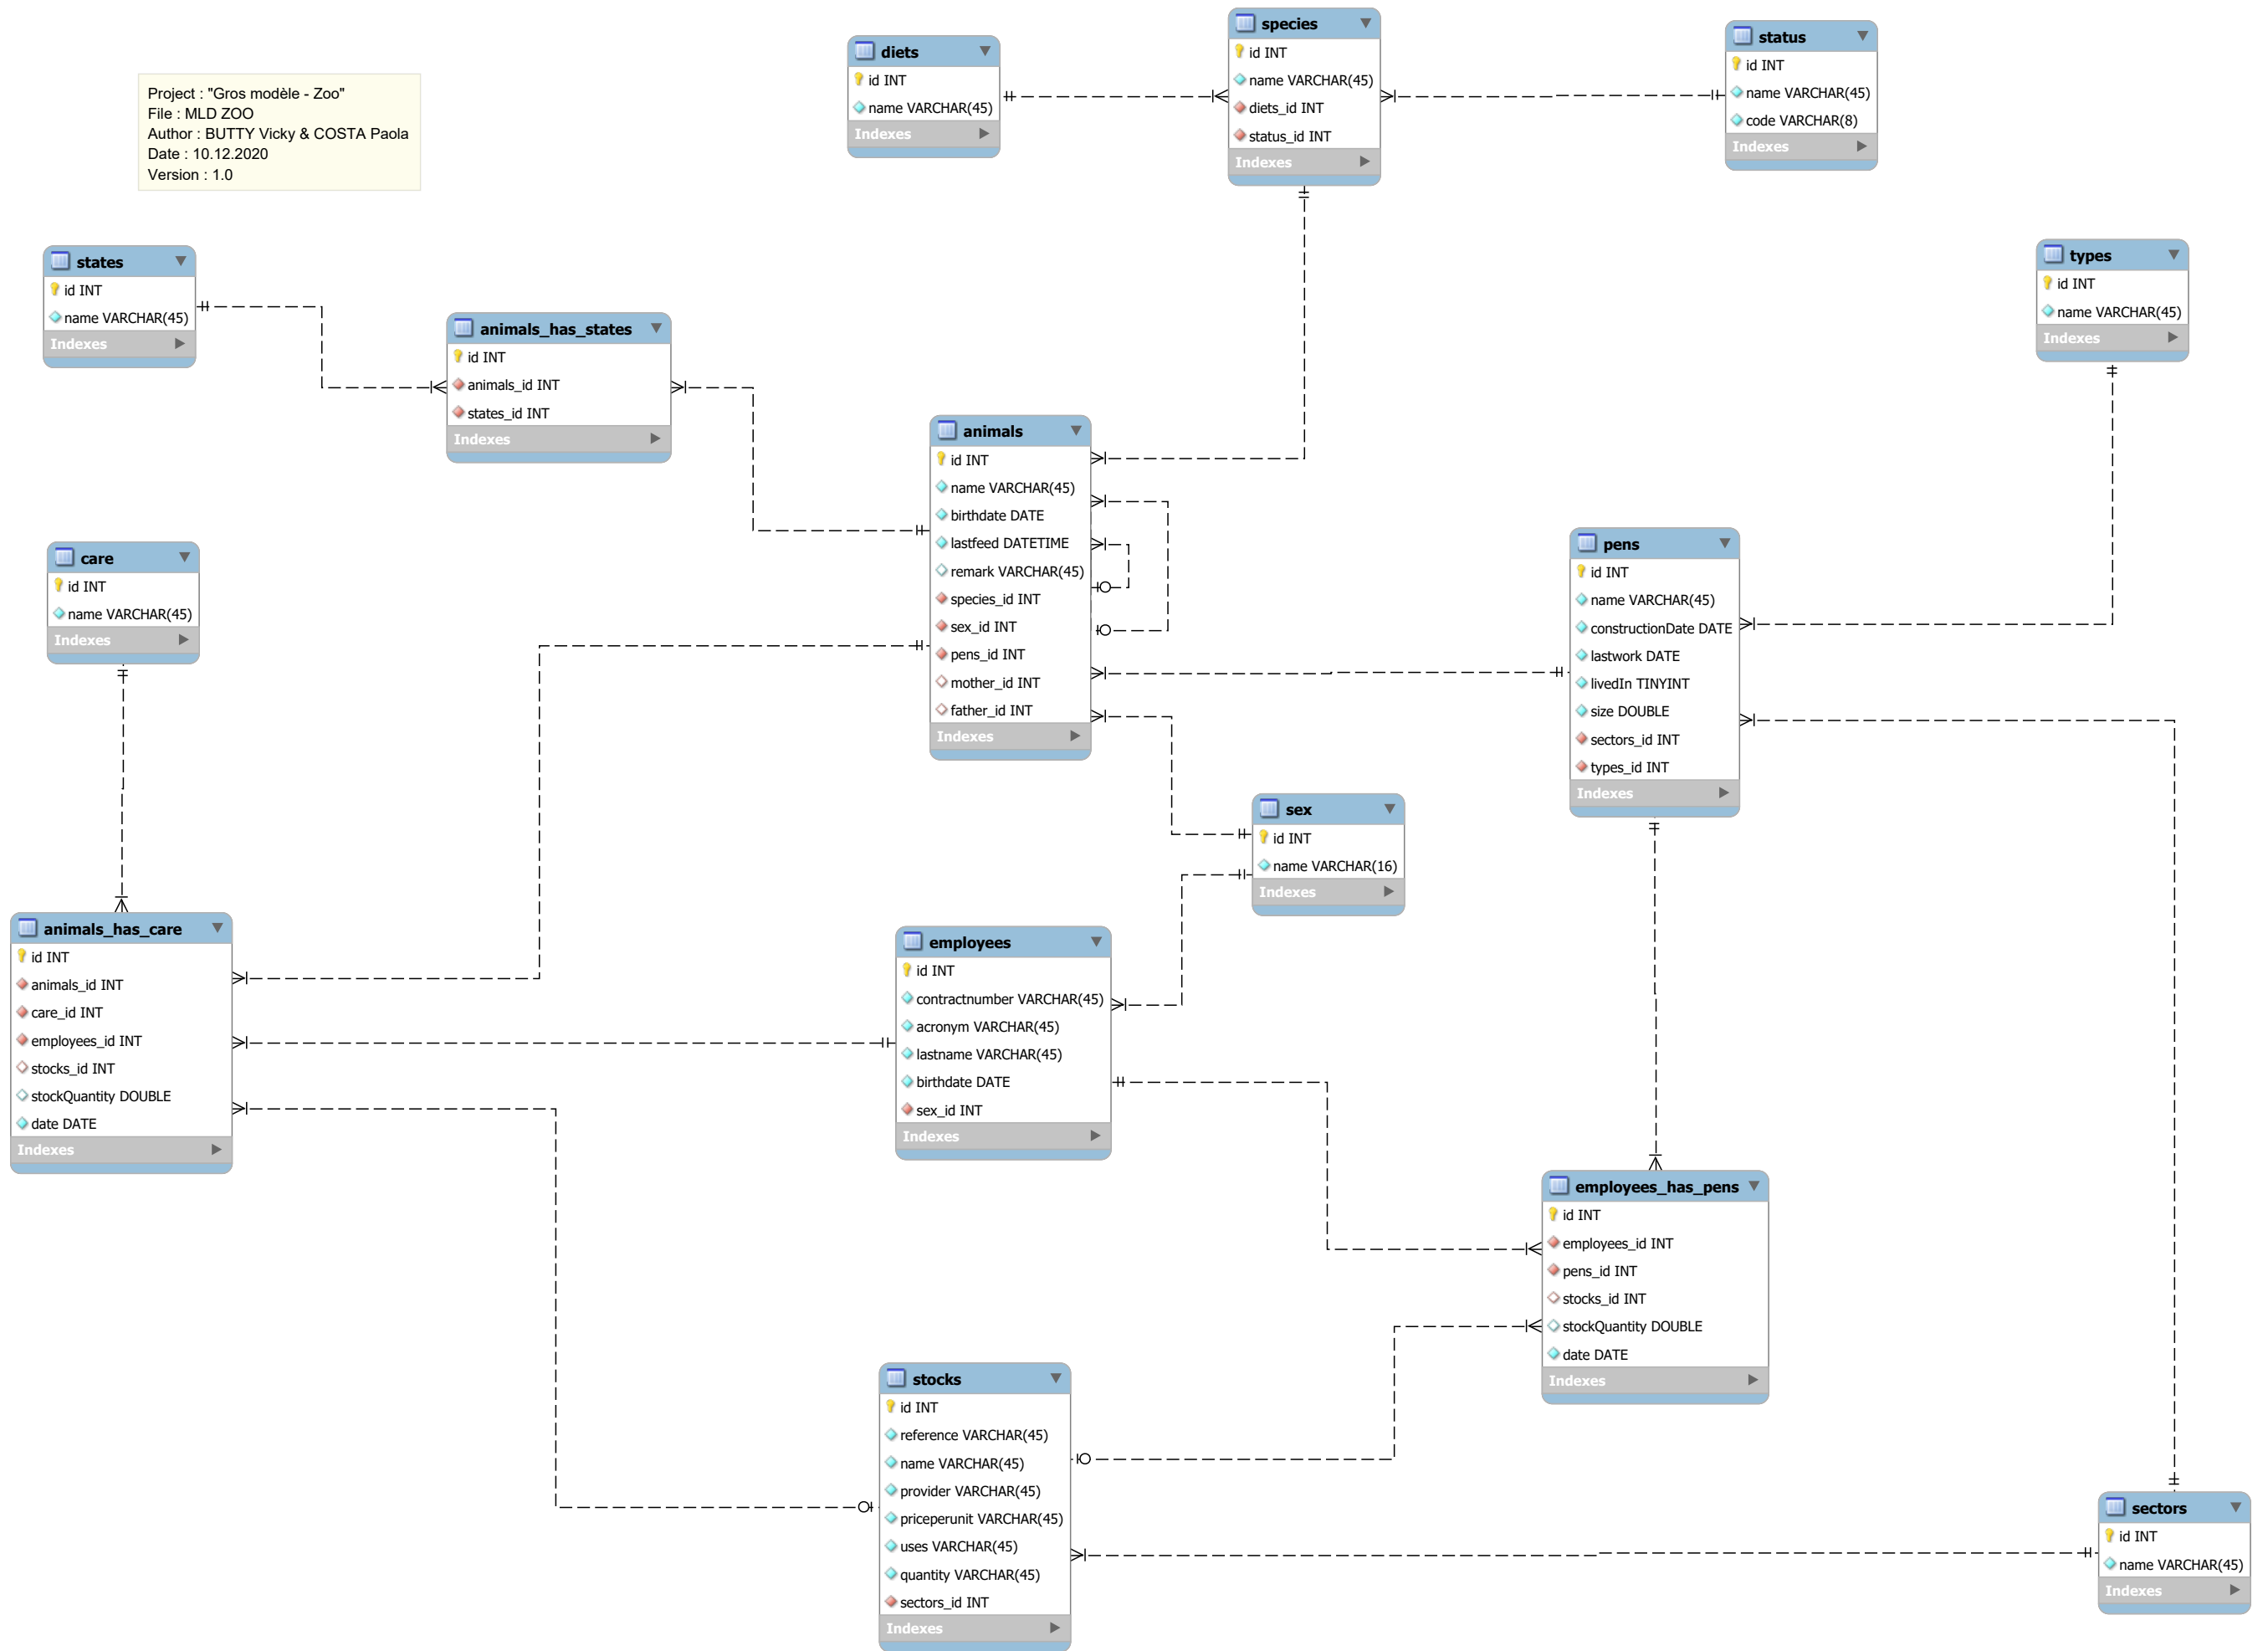 Project : "Gros modèle - Zoo"
File : MLD ZOO
Author : BUTTY Vicky & COSTA Paola
Date : 10.12.2020
Version : 1.0
diets
id INT
name VARCHAR(45)
Indexes
species
id INT
name VARCHAR(45)
diets_id INT
status_id INT
Indexes
status
id INT
name VARCHAR(45)
code VARCHAR(8)
Indexes
states
id INT
name VARCHAR(45)
Indexes
animals_has_states
id INT
animals_id INT
states_id INT
Indexes
types
id INT
name VARCHAR(45)
Indexes
animals
id INT
name VARCHAR(45)
birthdate DATE
lastfeed DATETIME
remark VARCHAR(45)
species_id INT
sex_id INT
pens_id INT
mother_id INT
father_id INT
Indexes
care
id INT
name VARCHAR(45)
Indexes
pens
id INT
name VARCHAR(45)
constructionDate DATE
lastwork DATE
livedIn TINYINT
size DOUBLE
sectors_id INT
types_id INT
Indexes
sex
id INT
name VARCHAR(16)
Indexes
animals_has_care
id INT
animals_id INT
care_id INT
employees_id INT
stocks_id INT
stockQuantity DOUBLE
date DATE
Indexes
employees
id INT
contractnumber VARCHAR(45)
acronym VARCHAR(45)
lastname VARCHAR(45)
birthdate DATE
sex_id INT
Indexes
employees_has_pens
id INT
employees_id INT
pens_id INT
stocks_id INT
stockQuantity DOUBLE
date DATE
Indexes
stocks
id INT
reference VARCHAR(45)
name VARCHAR(45)
provider VARCHAR(45)
priceperunit VARCHAR(45)
uses VARCHAR(45)
quantity VARCHAR(45)
sectors_id INT
Indexes
sectors
id INT
name VARCHAR(45)
Indexes